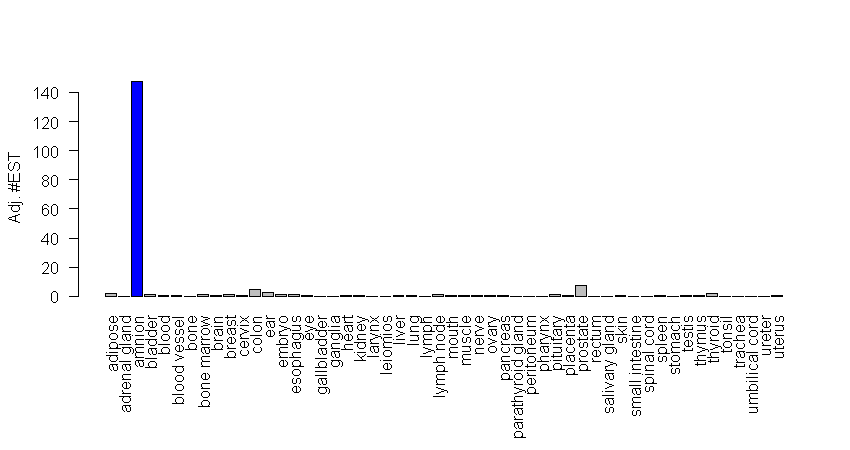 Adj. #EST
140
120
100
80
60
40
20
0
adipose
adrenal gland
amnion
bladder
blood
blood vessel
bone
bone marrow
brain
breast
cervix
colon
ear
embryo
esophagus
eye
gallbladder
ganglia
heart
kidney
larynx
leiomios
liver
lung
lymph
lymph node
mouth
muscle
nerve
ovary
pancreas
parathyroid gland
peritoneum
pharynx
pituitary
placenta
prostate
rectum
salivary gland
skin
small intestine
spinal cord
spleen
stomach
testis
thymus
thyroid
tonsil
trachea
umbilical cord
ureter
uterus